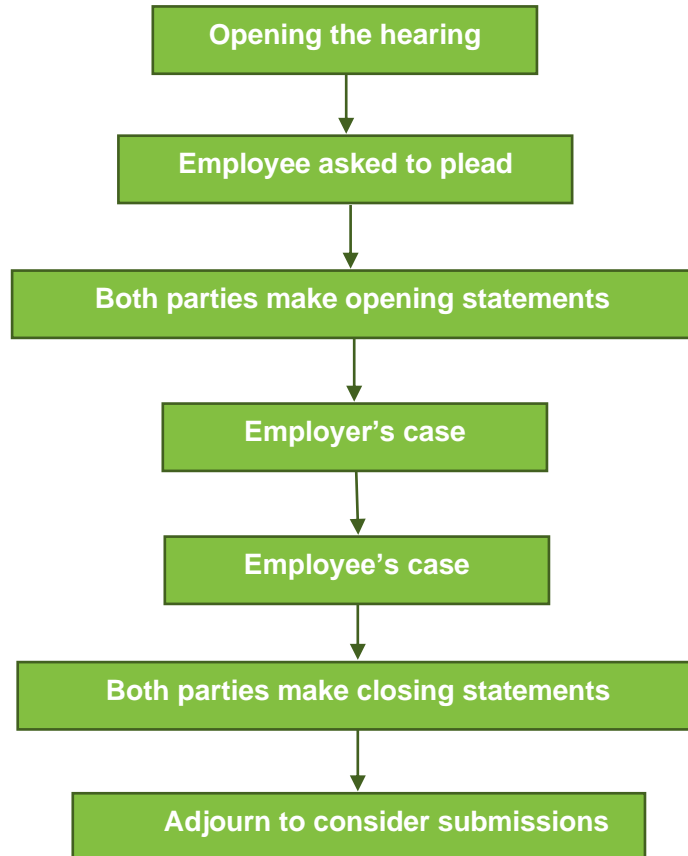 Opening the hearing
Employee asked to plead
Both parties make opening statements
Employer’s case
Employee’s case
Both parties make closing statements
Adjourn to consider submissions